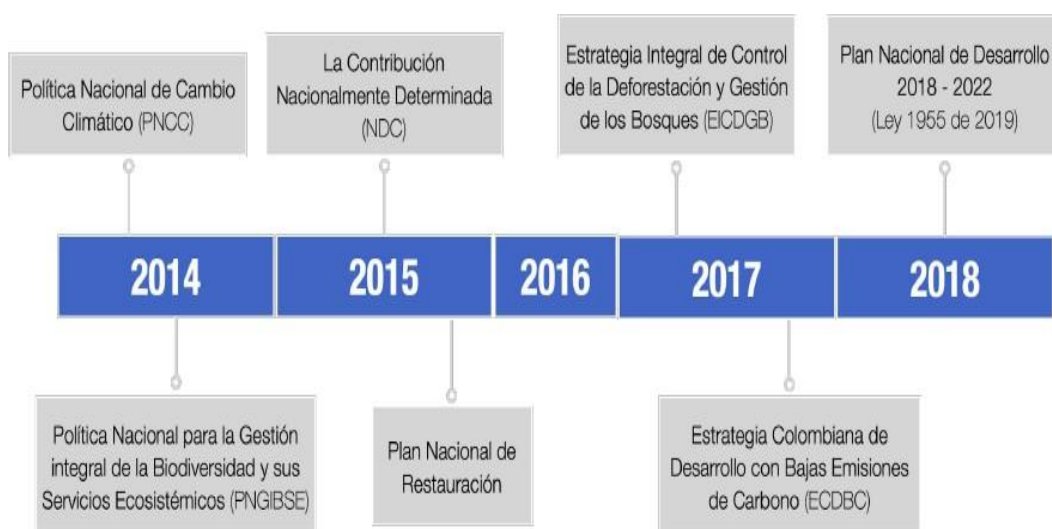 Política Nacional de Cambio
Climático (PNCC)
La Contribución
Nacionalmente Determinada
(NDC)
Estrategia Integral de Control
de la Deforestación y Gestión
de los Bosques (EICDGB)
Plan Nacional de Desarrollo
2018 - 2022
(Ley 1955 de 2019)
2014
2015
2016
2017
2018
Política Nacional para la Gestión
integral de la Biodiversidad y sus
Servicios Ecosistémicos (PNGIBSE)
Plan Nacional de
Restauración
Estrategia Colombiana de
Desarrollo con Bajas Emisiones
de Carbono (ECDBC)